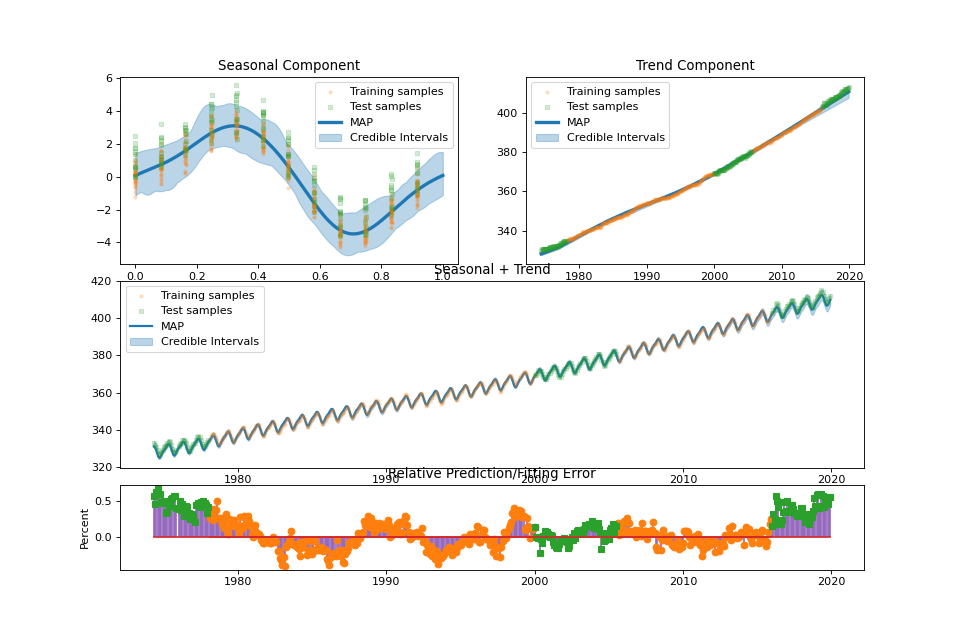 Seasonal Component
6
4
2
0
−2
−4
0.0 0.2 0.4 0.6 0.8 1.0
Training samples
Test samples
MAP
Credible Intervals
Trend Component
400
380
360
340
1980 1990 2000 2010 2020
Training samples
Test samples
MAP
Credible Intervals
Seasonal + Trend
420
400
380
360
340
320
1980 1990 2000 2010 2020
Training samples
Test samples
MAP
Credible Intervals
Relative Prediction/Fitting Error
Percent
0.5
0.0
1980 1990 2000 2010 2020